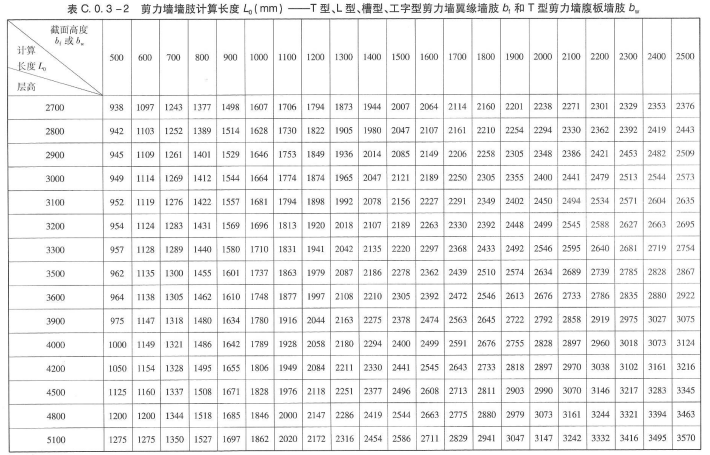 表 C.0.3-2 剪力墙墙肢计算长度 L₀(mm) ——T 型、L 型、槽型、工字型剪力墙翼缘墙肢 bf 和 T 型剪力墙腹板墙肢 bw
截面高度
bf 或 bw
计算
长度 L₀
层高
500 600 700 800 900 1000 1100 1200 1300 1400 1500 1600 1700 1800 1900 2000 2100 2200 2300 2400 2500
2700 938 1097 1243 1377 1498 1607 1706 1794 1873 1944 2007 2064 2114 2160 2201 2238 2271 2301 2329 2353 2376
2800 942 1103 1252 1389 1514 1628 1730 1822 1905 1980 2047 2107 2161 2210 2254 2294 2330 2362 2392 2419 2443
2900 945 1109 1261 1401 1529 1646 1753 1849 1936 2014 2085 2149 2206 2258 2305 2348 2386 2421 2453 2482 2509
3000 949 1114 1269 1412 1544 1664 1774 1874 1965 2047 2121 2189 2250 2305 2355 2400 2441 2479 2513 2544 2573
3100 952 1119 1276 1422 1557 1681 1794 1898 1992 2078 2156 2227 2291 2349 2402 2450 2494 2534 2571 2604 2635
3200 954 1124 1283 1431 1569 1696 1813 1920 2018 2107 2189 2263 2330 2392 2448 2499 2545 2588 2627 2663 2695
3300 957 1128 1289 1440 1580 1710 1831 1941 2042 2135 2220 2297 2368 2433 2492 2546 2595 2640 2681 2719 2754
3500 962 1135 1300 1455 1601 1737 1863 1979 2087 2186 2278 2362 2439 2510 2574 2634 2689 2739 2785 2828 2867
3600 964 1138 1305 1462 1610 1748 1877 1997 2108 2210 2305 2392 2472 2546 2613 2676 2733 2786 2835 2880 2922
3900 975 1147 1318 1480 1634 1780 1916 2044 2163 2275 2378 2474 2563 2645 2722 2792 2858 2919 2975 3027 3075
4000 1000 1149 1321 1486 1642 1789 1928 2058 2180 2294 2400 2499 2591 2676 2755 2828 2897 2960 3018 3073 3124
4200 1050 1154 1328 1495 1655 1806 1949 2084 2211 2330 2441 2545 2643 2733 2818 2897 2970 3038 3102 3161 3216
4500 1125 1160 1337 1508 1671 1828 1976 2118 2251 2377 2496 2608 2713 2811 2903 2990 3070 3146 3217 3283 3345
4800 1200 1200 1344 1518 1685 1846 2000 2147 2286 2419 2544 2663 2775 2880 2979 3073 3161 3244 3321 3394 3463
5100 1275 1275 1350 1527 1697 1862 2020 2172 2316 2454 2586 2711 2829 2941 3047 3147 3242 3332 3416 3495 3570